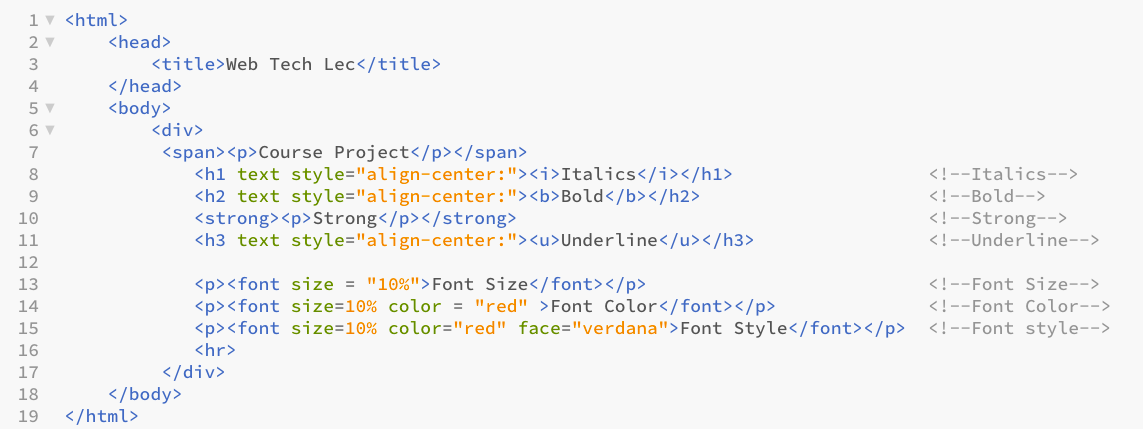 1 <html>
2 <head>
3 <title>Web Tech Lec</title>
4 </head>
5 <body>
6 <div>
7 <span><p>Course Project</p></span>
8 <h1 text style="align-center:"><i>Italics</i></h1> <!--Italics-->
9 <h2 text style="align-center:"><b>Bold</b></h2> <!--Bold-->
10 <strong><p>Strong</p></strong> <!--Strong-->
11 <h3 text style="align-center:"><u>Underline</u></h3> <!--Underline-->
12
13 <p><font size = "10%">Font Size</font></p> <!--Font Size-->
14 <p><font size=10% color = "red" >Font Color</font></p> <!--Font Color-->
15 <p><font size=10% color="red" face="verdana">Font Style</font></p> <!--Font style-->
16 <hr>
17 </div>
18 </body>
19 </html>